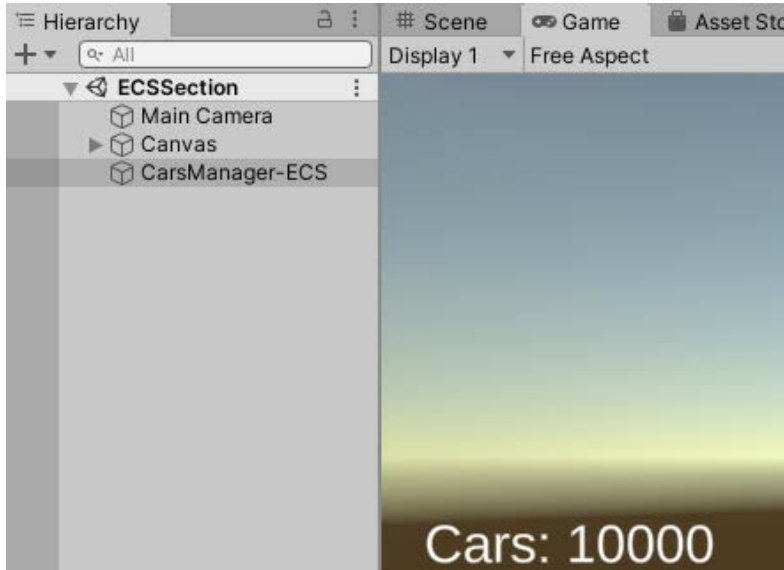 Hierarchy
All
ECSSection
Main Camera
Canvas
CarsManager-ECS
Scene
Game
Asset Sto
Display 1
Free Aspect
Cars: 10000